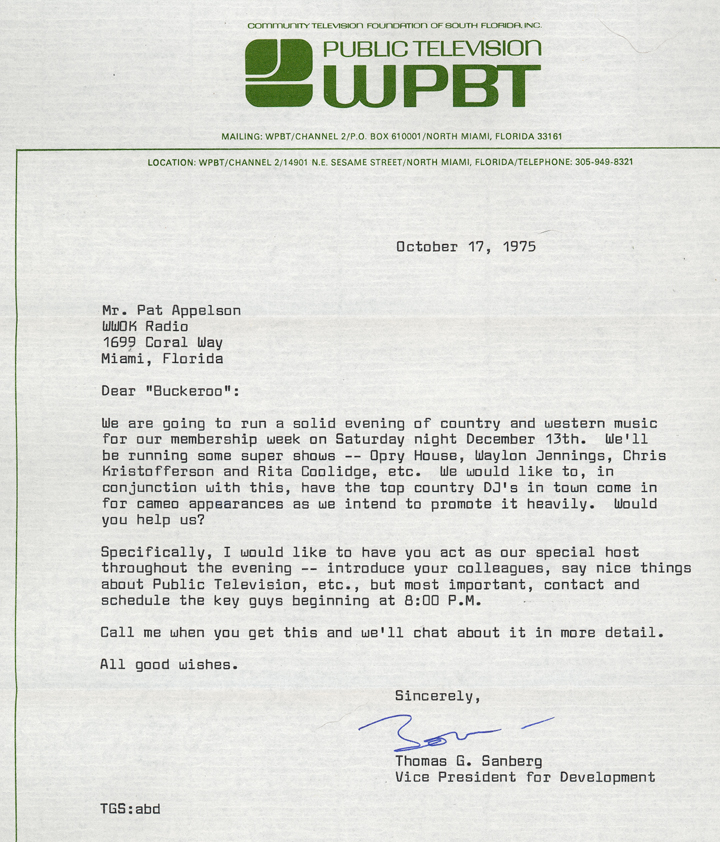 COMMUNITY TELEVISION FOUNDATION OF SOUTH FLORIDA, INC.
PUBLIC TELEVISION
WPBT
MAILING: WPBT/CHANNEL 2/P.O. BOX 610001/NORTH MIAMI, FLORIDA 33161
LOCATION: WPBT/CHANNEL 2/14901 N.E. SESAME STREET/NORTH MIAMI, FLORIDA/TELEPHONE: 305-949-8321
October 17, 1975
Mr. Pat Appelson
WWOK Radio
1699 Coral Way
Miami, Florida
Dear "Buckeroo":
We are going to run a solid evening of country and western music
for our membership week on Saturday night December 13th. We'll
be running some super shows -- Opry House, Waylon Jennings, Chris
Kristofferson and Rita Coolidge, etc. We would like to, in
conjunction with this, have the top country DJ's in town come in
for cameo appearances as we intend to promote it heavily. Would
you help us?
Specifically, I would like to have you act as our special host
throughout the evening -- introduce your colleagues, say nice things
about Public Television, etc., but most important, contact and
schedule the key guys beginning at 8:00 P.M.
Call me when you get this and we'll chat about it in more detail.
All good wishes.
Sincerely,
Thomas G. Sanberg
Vice President for Development
TGS:abd